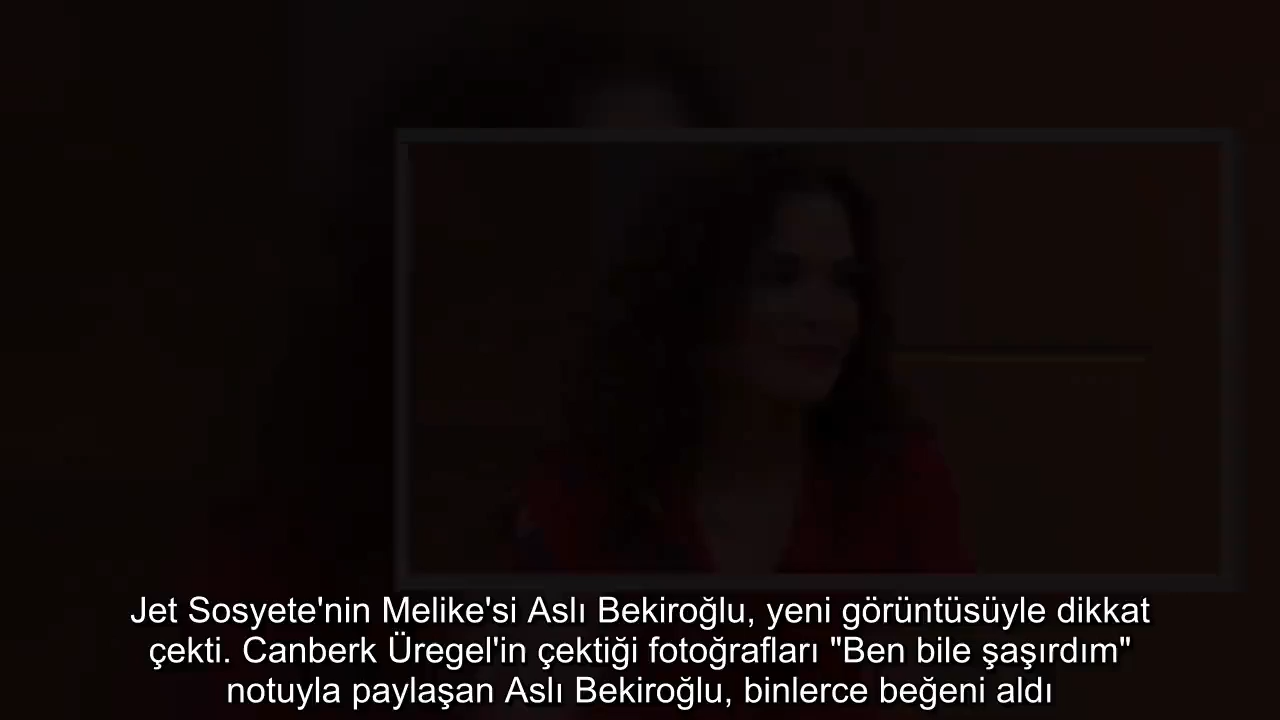 Jet Sosyete'nin Melike'si Aslı Bekiroğlu, yeni görüntüsüyle dikkat
çekti. Canberk Üregel'in çektiği fotoğrafları "Ben bile şaşırdım"
notuyla paylaşan Aslı Bekiroğlu, binlerce beğeni aldı